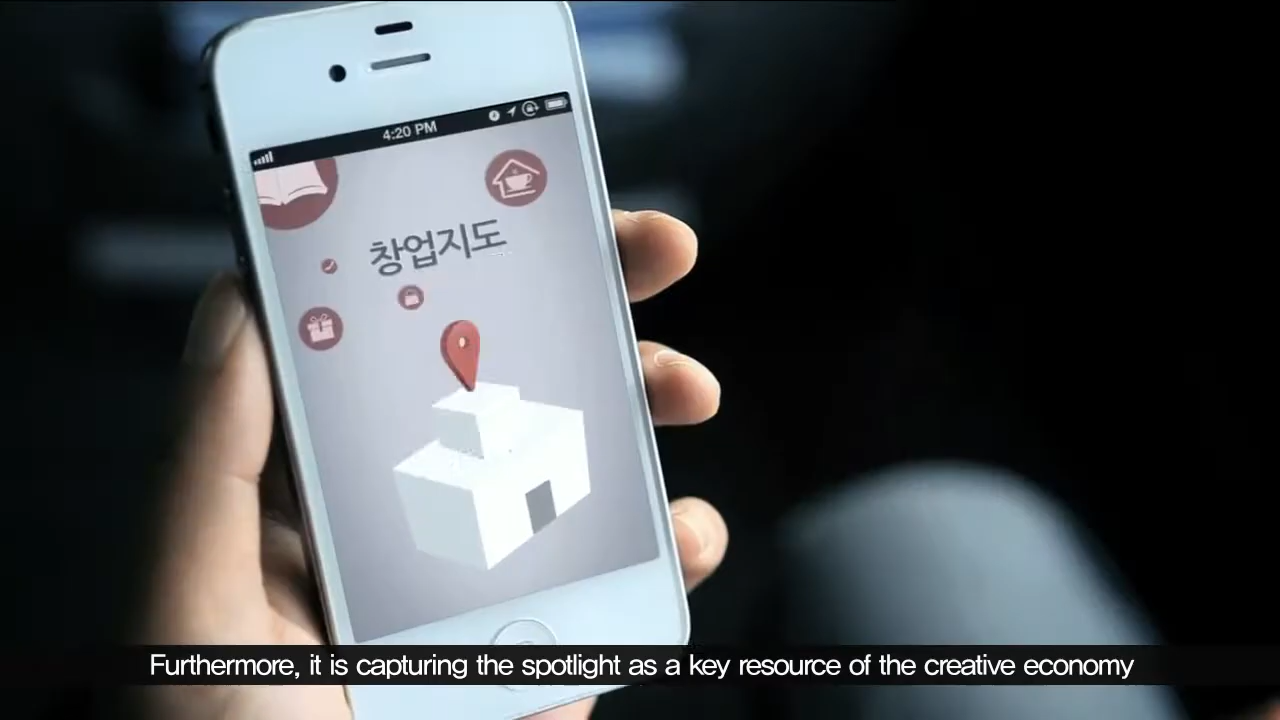 4:20 PM
창업지도
Furthermore, it is capturing the spotlight as a key resource of the creative economy